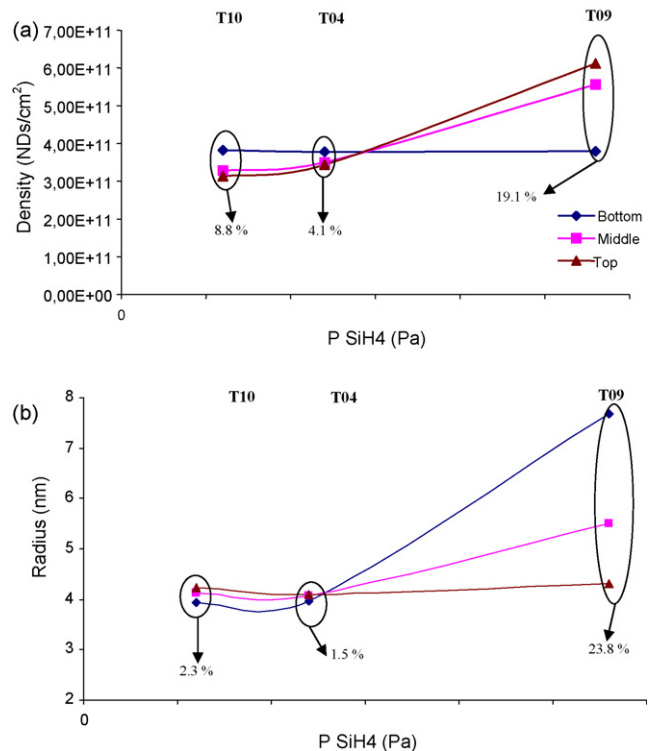 (a)
T10 T04 T09
7,00E+11
6,00E+11
5,00E+11
4,00E+11
3,00E+11
2,00E+11
1,00E+11
0,00E+00
Density (NDs/cm²)
8.8 %
4.1 %
19.1 %
Bottom
Middle
Top
0
P SiH4 (Pa)
(b)
T10 T04 T09
8
7
6
5
4
3
2
Radius (nm)
2.3 %
1.5 %
23.8 %
0
P SiH4 (Pa)